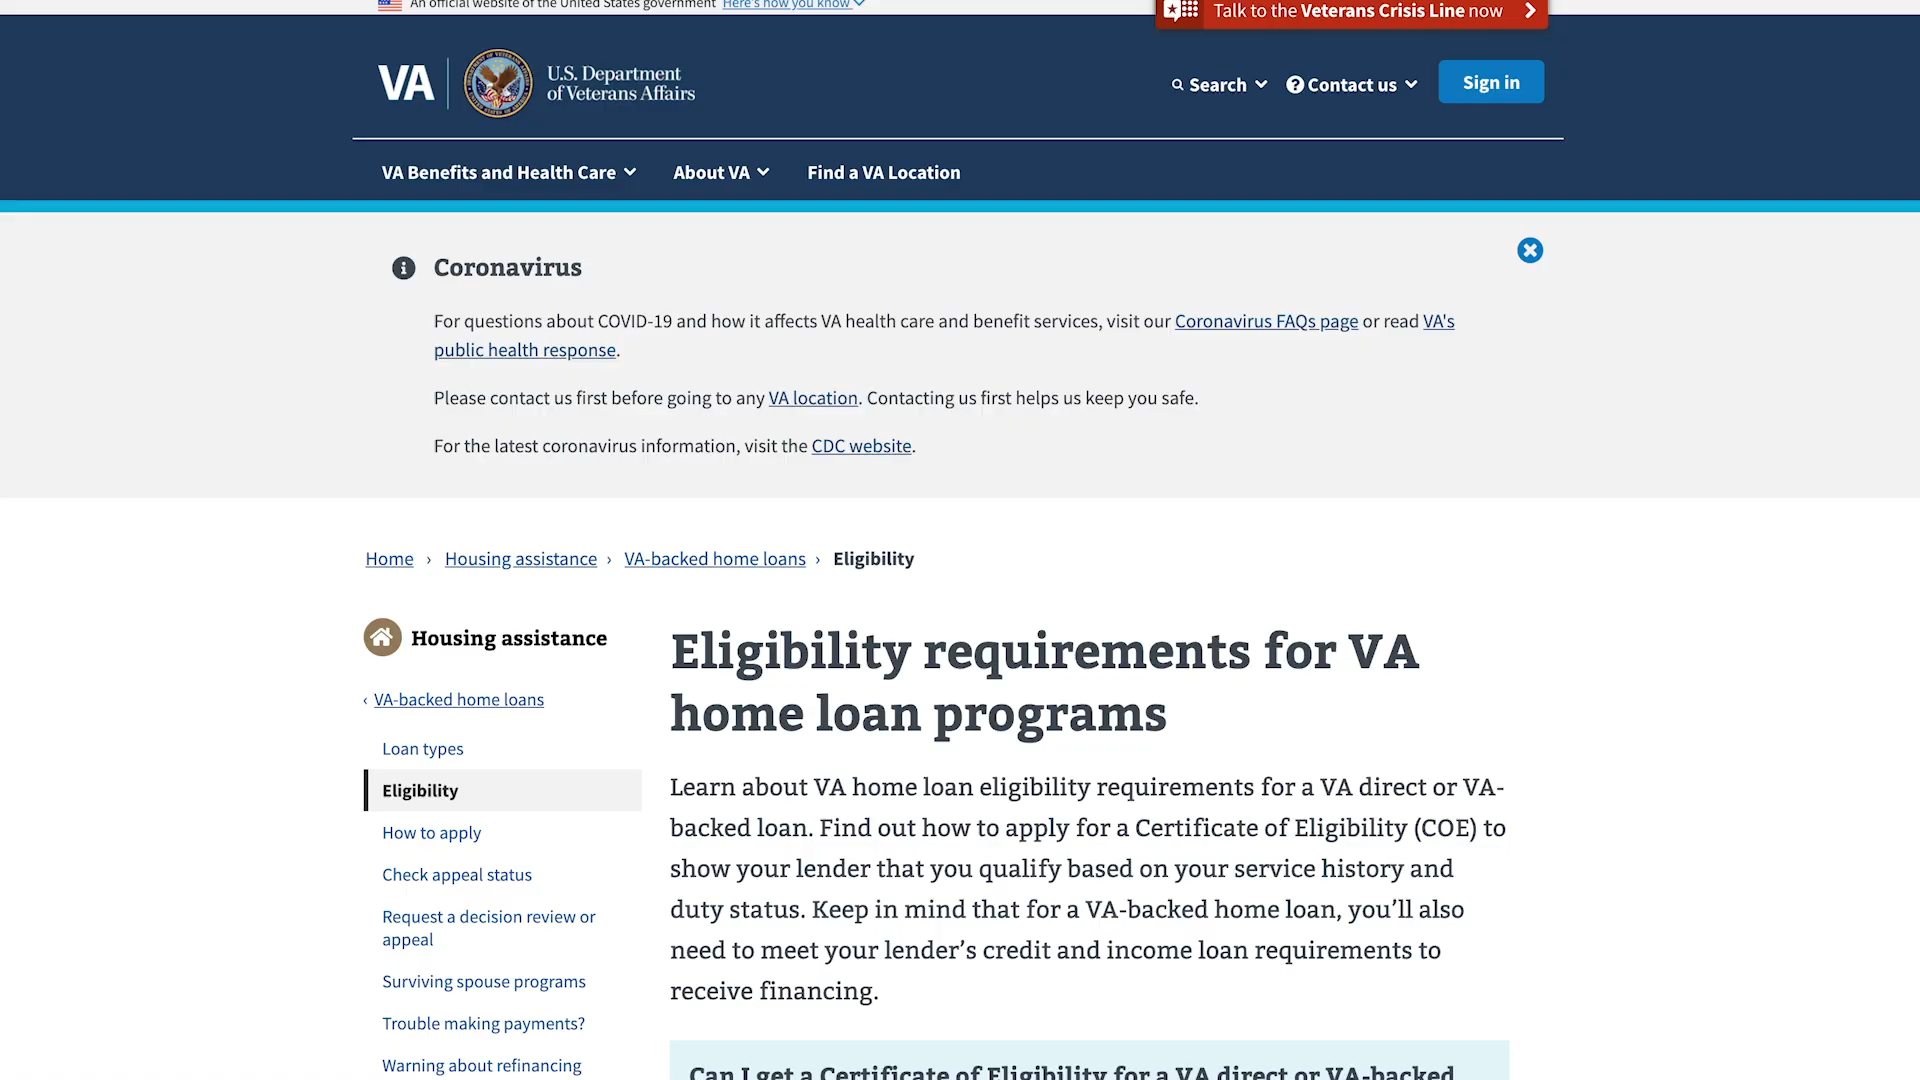 An official website of the United States government Here's how you know
Talk to the Veterans Crisis Line now
VA
U.S. Department
of Veterans Affairs
Search
Contact us
Sign in
VA Benefits and Health Care
About VA
Find a VA Location
Coronavirus
For questions about COVID-19 and how it affects VA health care and benefit services, visit our Coronavirus FAQs page or read VA's
public health response.
Please contact us first before going to any VA location. Contacting us first helps us keep you safe.
For the latest coronavirus information, visit the CDC website.
Home › Housing assistance › VA-backed home loans › Eligibility
Housing assistance
‹ VA-backed home loans
Loan types
Eligibility
How to apply
Check appeal status
Request a decision review or
appeal
Surviving spouse programs
Trouble making payments?
Warning about refinancing
Eligibility requirements for VA
home loan programs
Learn about VA home loan eligibility requirements for a VA direct or VA-
backed loan. Find out how to apply for a Certificate of Eligibility (COE) to
show your lender that you qualify based on your service history and
duty status. Keep in mind that for a VA-backed home loan, you’ll also
need to meet your lender’s credit and income loan requirements to
receive financing.
Can I get a Certificate of Eligibility for a VA direct or VA-backed